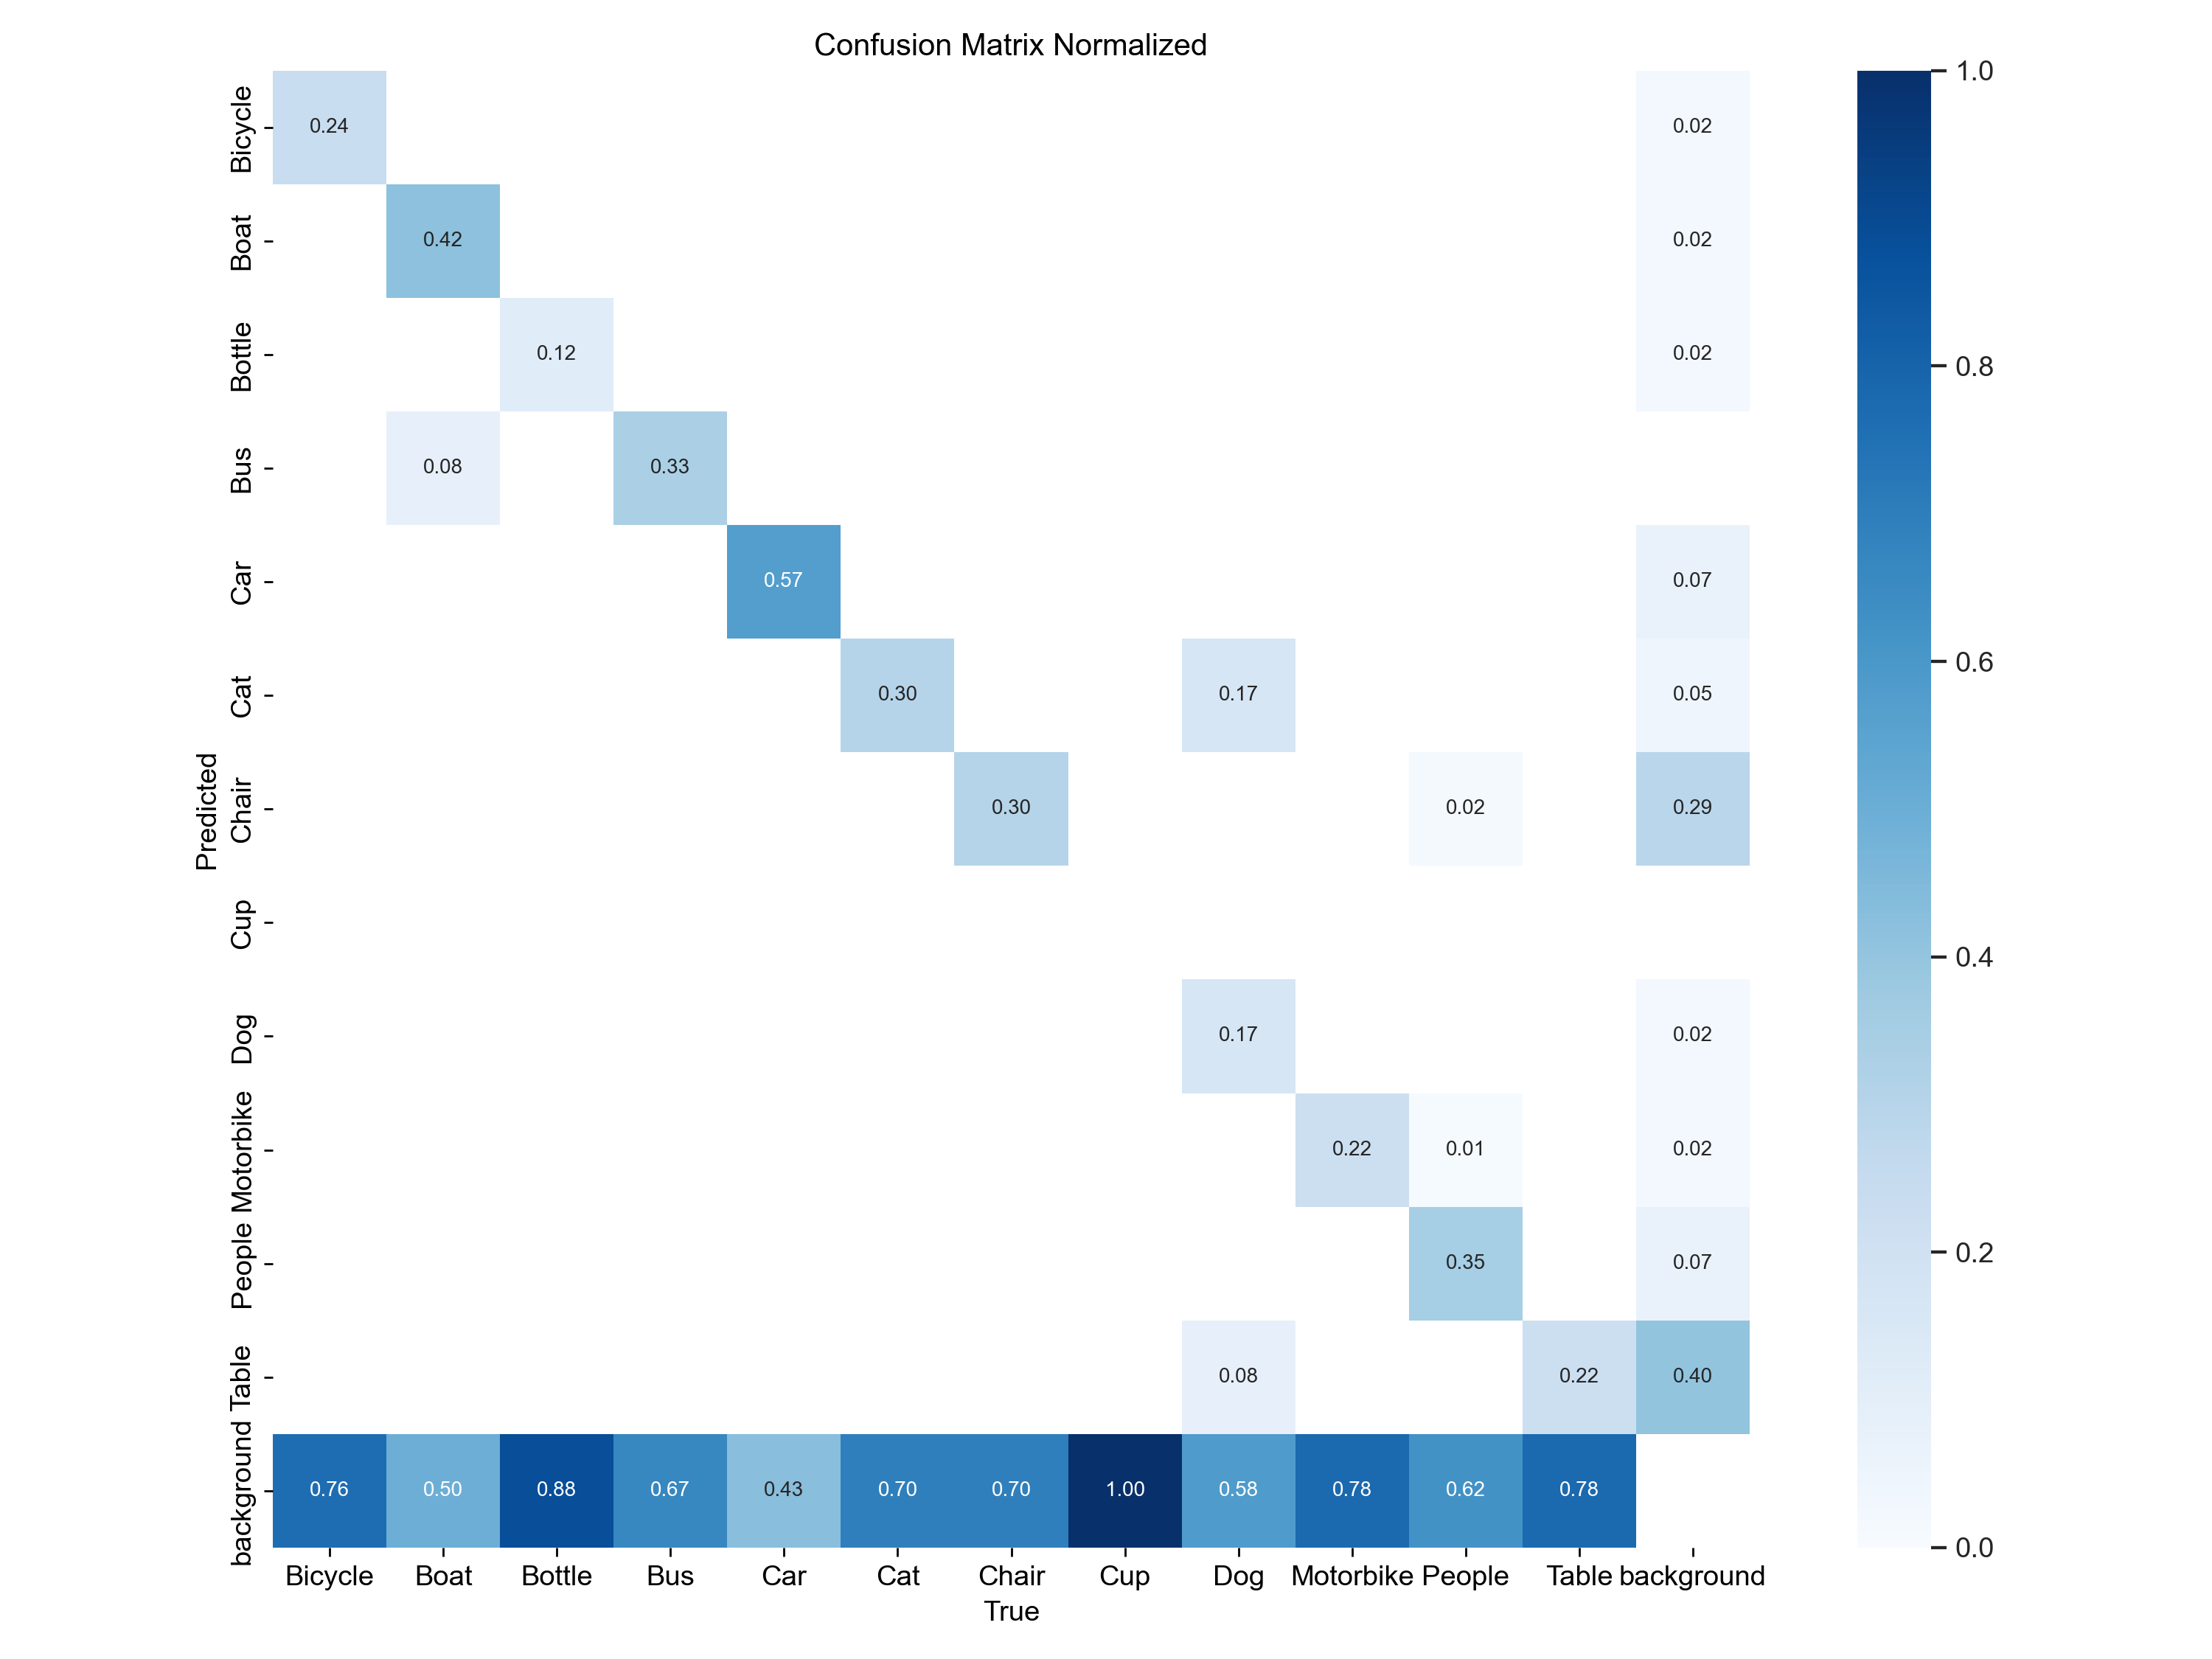 Confusion Matrix Normalized
Bicycle 0.24 0.02 1.0
Boat 0.42 0.02
Bottle 0.12 0.02 0.8
Bus 0.08 0.33
Car 0.57 0.07
Cat 0.30 0.17 0.05 0.6
Predicted
Chair 0.30 0.02 0.29
Cup 0.4
Dog 0.17 0.02
Motorbike 0.22 0.01 0.02
People 0.35 0.07 0.2
Table 0.08 0.22 0.40
background 0.76 0.50 0.88 0.67 0.43 0.70 0.70 1.00 0.58 0.78 0.62 0.78 0.0
Bicycle Boat Bottle Bus Car Cat Chair Cup Dog Motorbike People Table background
True